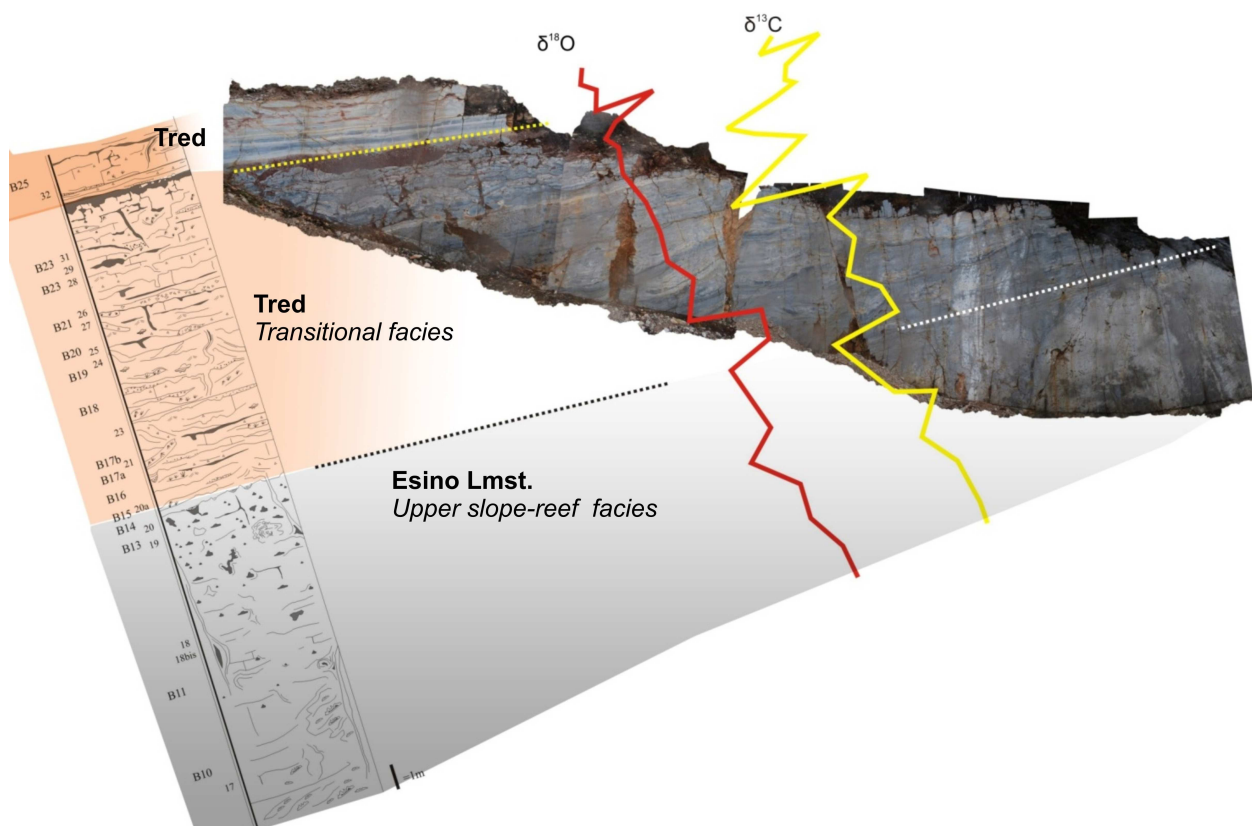 δ¹⁸O
δ¹³C
Tred
B25
32
Tred
Transitional facies
B23
31
29
B23
28
B21
26
27
B20
25
24
B19
B18
23
B17b
21
B17a
B16
B15
20a
B14
20
B13
19
Esino Lmst.
Upper slope-reef facies
18
18bis
B11
B10
17
=1m